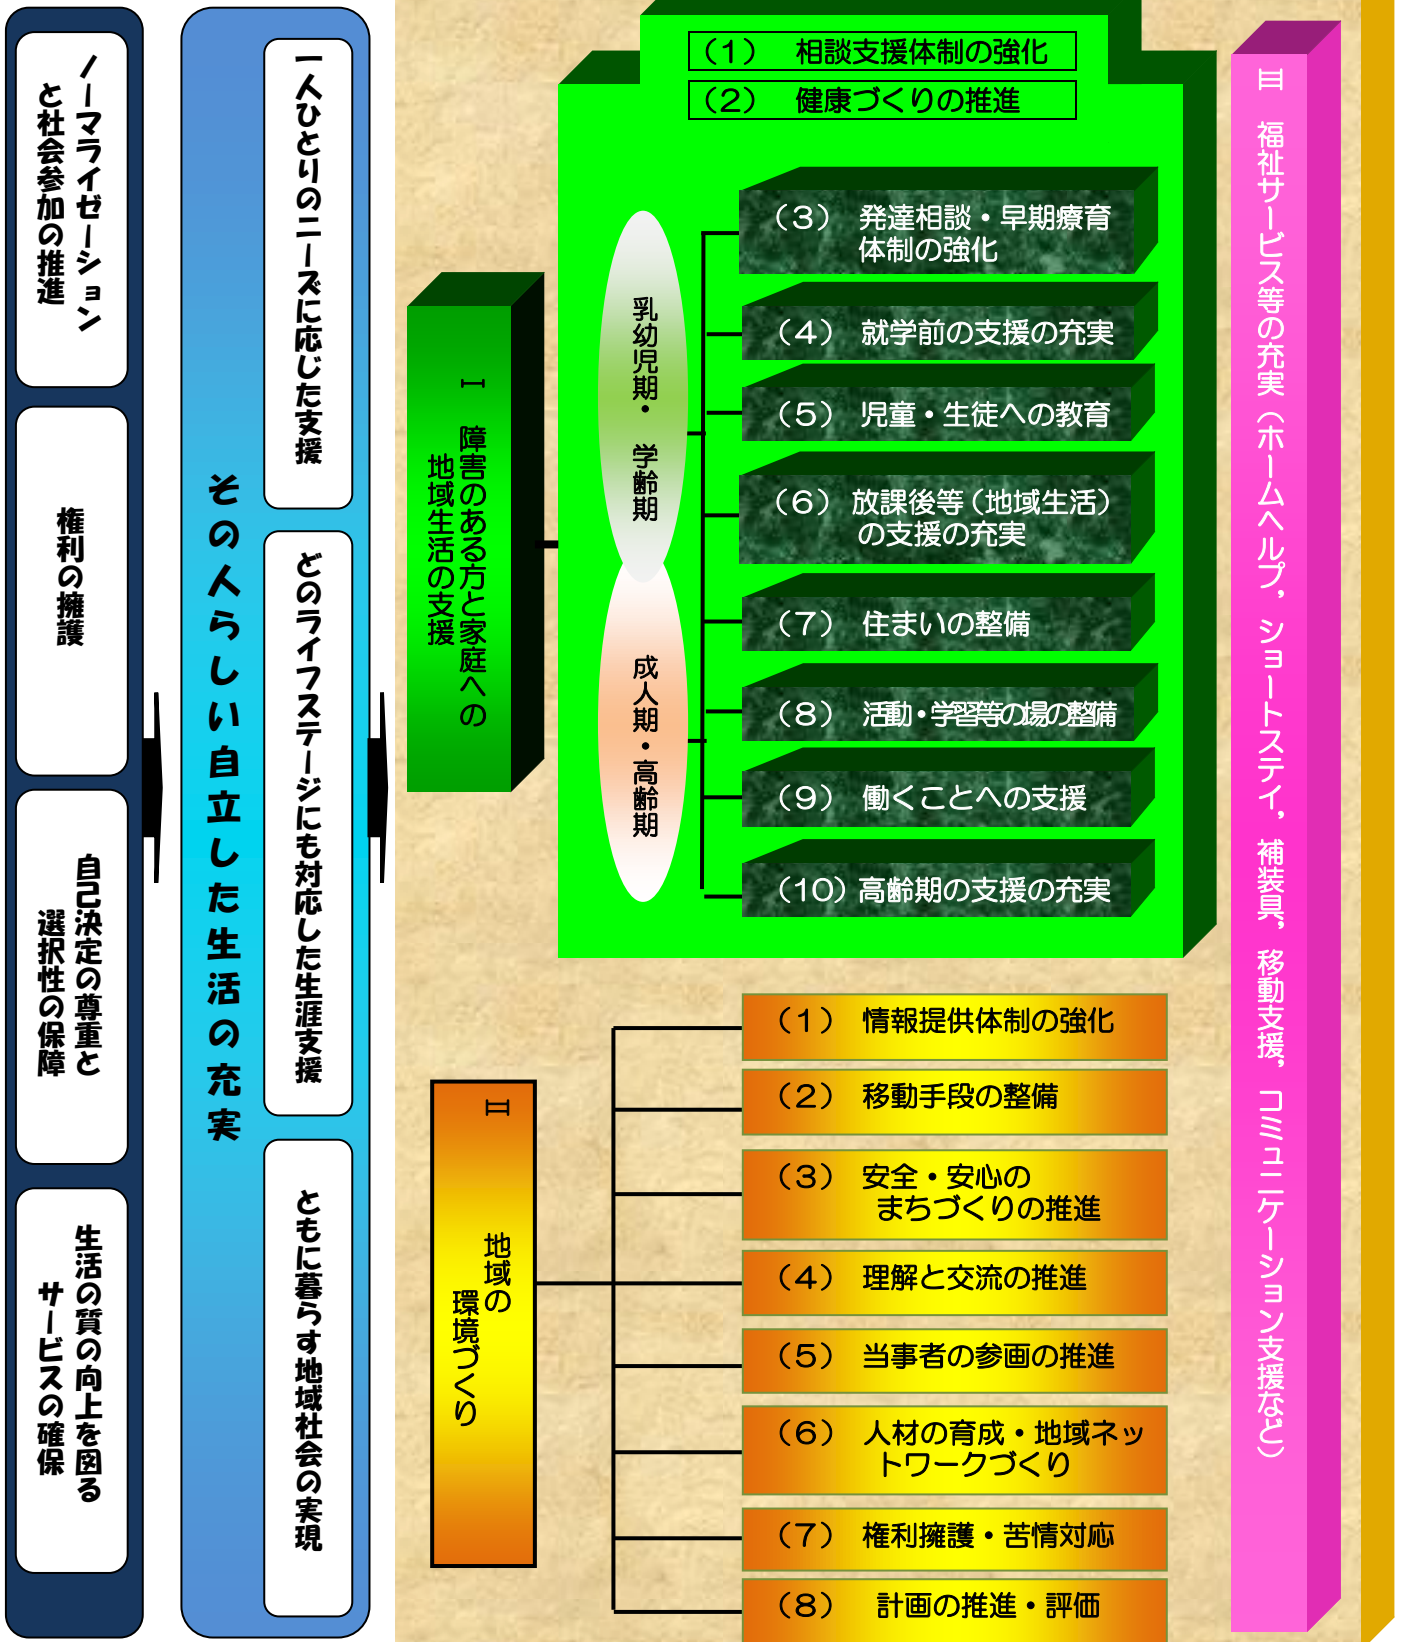 ノーマライゼーション
と社会参加の推進
権利の擁護
自己決定の尊重と
選択性の保障
生活の質の向上を図る
サービスの確保
その人らしい自立した生活の充実
一人ひとりのニーズに応じた支援
どのライフステージにも対応した生涯支援
ともに暮らす地域社会の実現
Ⅰ 障害のある方と家庭への
地域生活の支援
(1) 相談支援体制の強化
(2) 健康づくりの推進
乳幼児期・ 学齢期
成人期・高齢期
(3) 発達相談・早期療育
体制の強化
(4) 就学前の支援の充実
(5) 児童・生徒への教育
(6) 放課後等(地域生活)
の支援の充実
(7) 住まいの整備
(8) 活動・学習等の場の整備
(9) 働くことへの支援
(10) 高齢期の支援の充実
Ⅱ 地域の
環境づくり
(1) 情報提供体制の強化
(2) 移動手段の整備
(3) 安全・安心の
まちづくりの推進
(4) 理解と交流の推進
(5) 当事者の参画の推進
(6) 人材の育成・地域ネッ
トワークづくり
(7) 権利擁護・苦情対応
(8) 計画の推進・評価
Ⅲ 福祉サービス等の充実(ホームヘルプ,ショートステイ,補装具,移動支援,コミュニケーション支援など)